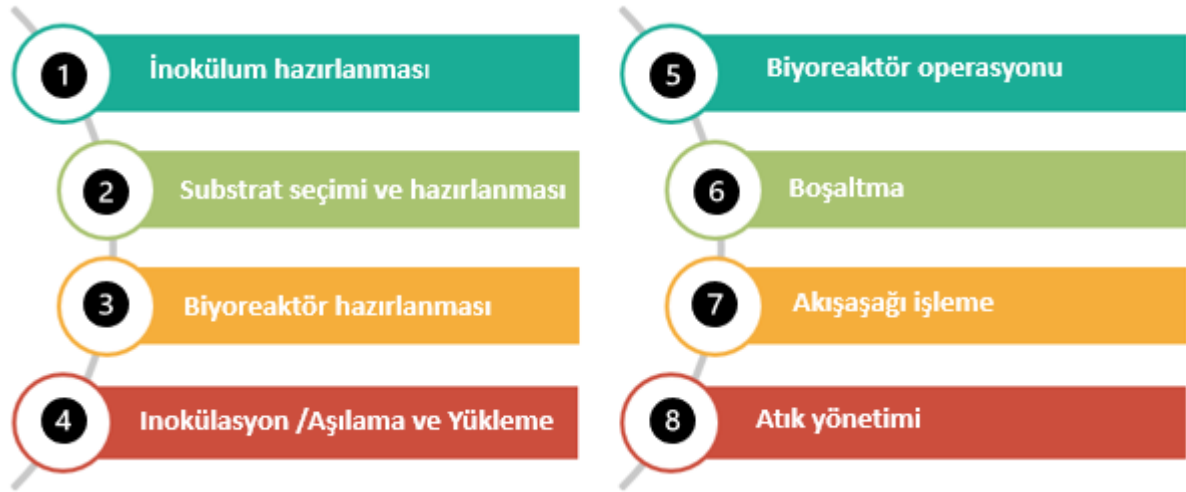 1 İnokülum hazırlanması
2 Substrat seçimi ve hazırlanması
3 Biyoreaktör hazırlanması
4 Inokülasyon /Aşılama ve Yükleme
5 Biyoreaktör operasyonu
6 Boşaltma
7 Akışaşağı işleme
8 Atık yönetimi